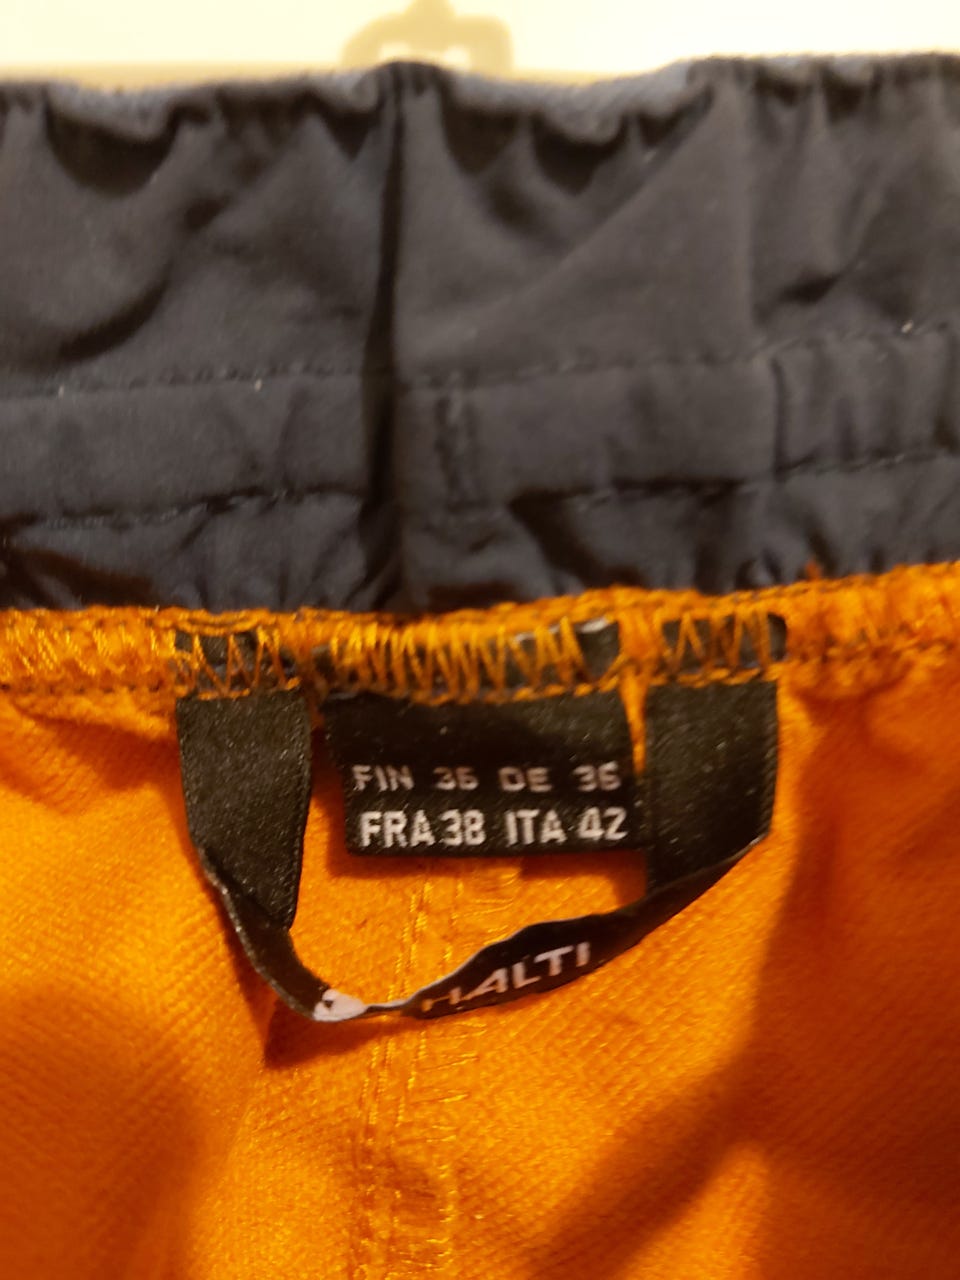 FIN 36 DE 36
FRA 38 ITA 42
HALTI